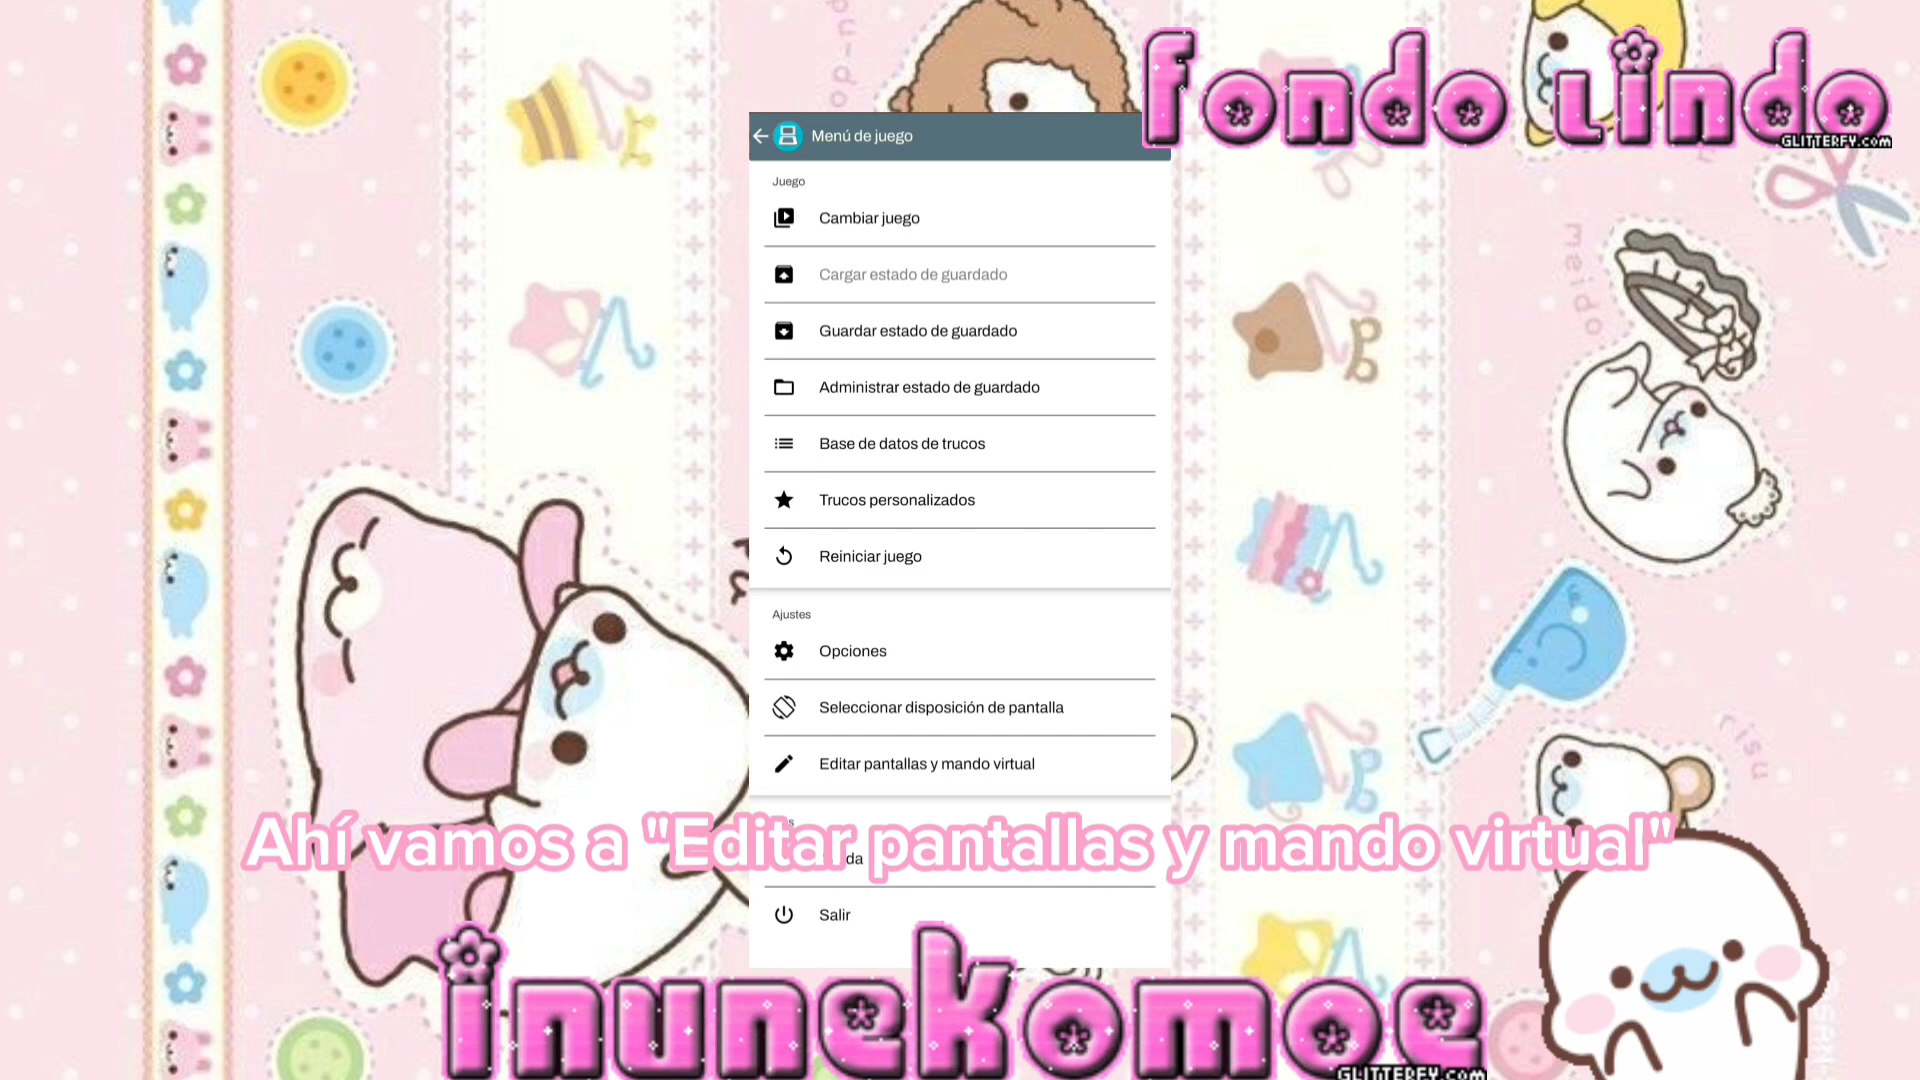 fondo lindo
GLITTERFY.com
Menú de juego
Juego
Cambiar juego
Cargar estado de guardado
Guardar estado de guardado
Administrar estado de guardado
Base de datos de trucos
Trucos personalizados
Reiniciar juego
meido
Ajustes
Opciones
Seleccionar disposición de pantalla
Editar pantallas y mando virtual
risu
Ahí vamos a "Editar pantallas y mando virtual"
Salir
inunekomoe
GLITTERFY.com